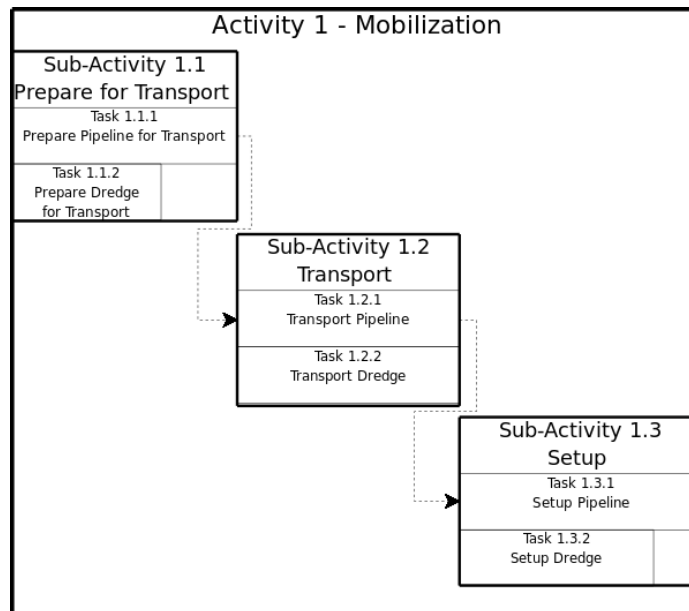 Activity 1 - Mobilization
Sub-Activity 1.1
Prepare for Transport
Task 1.1.1
Prepare Pipeline for Transport
Task 1.1.2
Prepare Dredge
for Transport
Sub-Activity 1.2
Transport
Task 1.2.1
Transport Pipeline
Task 1.2.2
Transport Dredge
Sub-Activity 1.3
Setup
Task 1.3.1
Setup Pipeline
Task 1.3.2
Setup Dredge